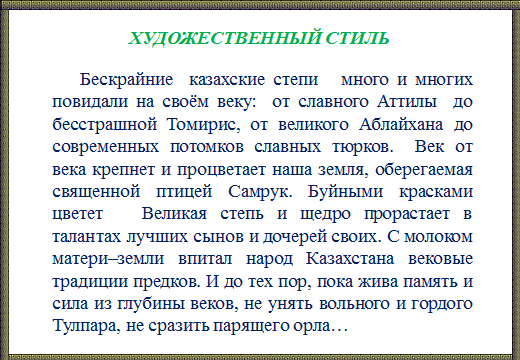 ХУДОЖЕСТВЕННЫЙ СТИЛЬ
Бескрайние казахские степи много и многих
повидали на своём веку: от славного Аттилы до
бесстрашной Томирис, от великого Аблайхана до
современных потомков славных тюрков. Век от
века крепнет и процветает наша земля, оберегаемая
священной птицей Самрук. Буйными красками
цветет Великая степь и щедро прорастает в
талантах лучших сынов и дочерей своих. С молоком
матери–земли впитал народ Казахстана вековые
традиции предков. И до тех пор, пока жива память и
сила из глубины веков, не унять вольного и гордого
Тулпара, не сразить парящего орла…